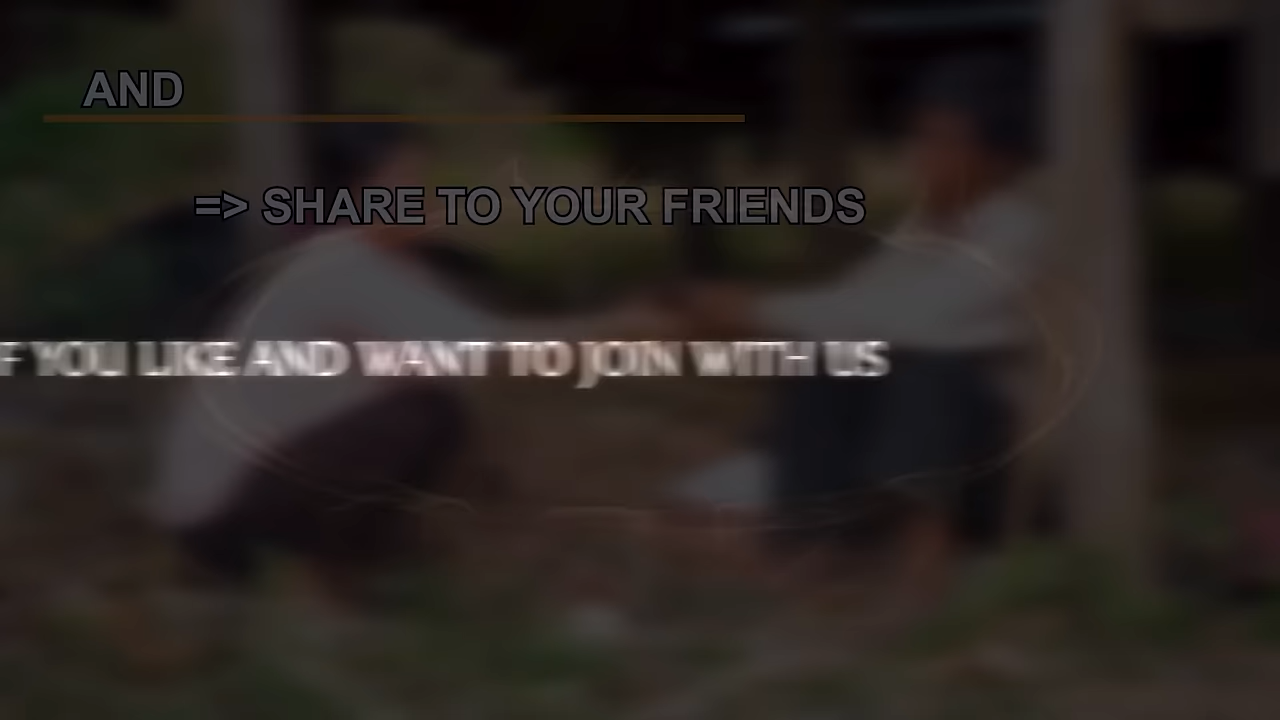 AND
=> SHARE TO YOUR FRIENDS
F YOU LIKE AND WANT TO JOIN WITH US